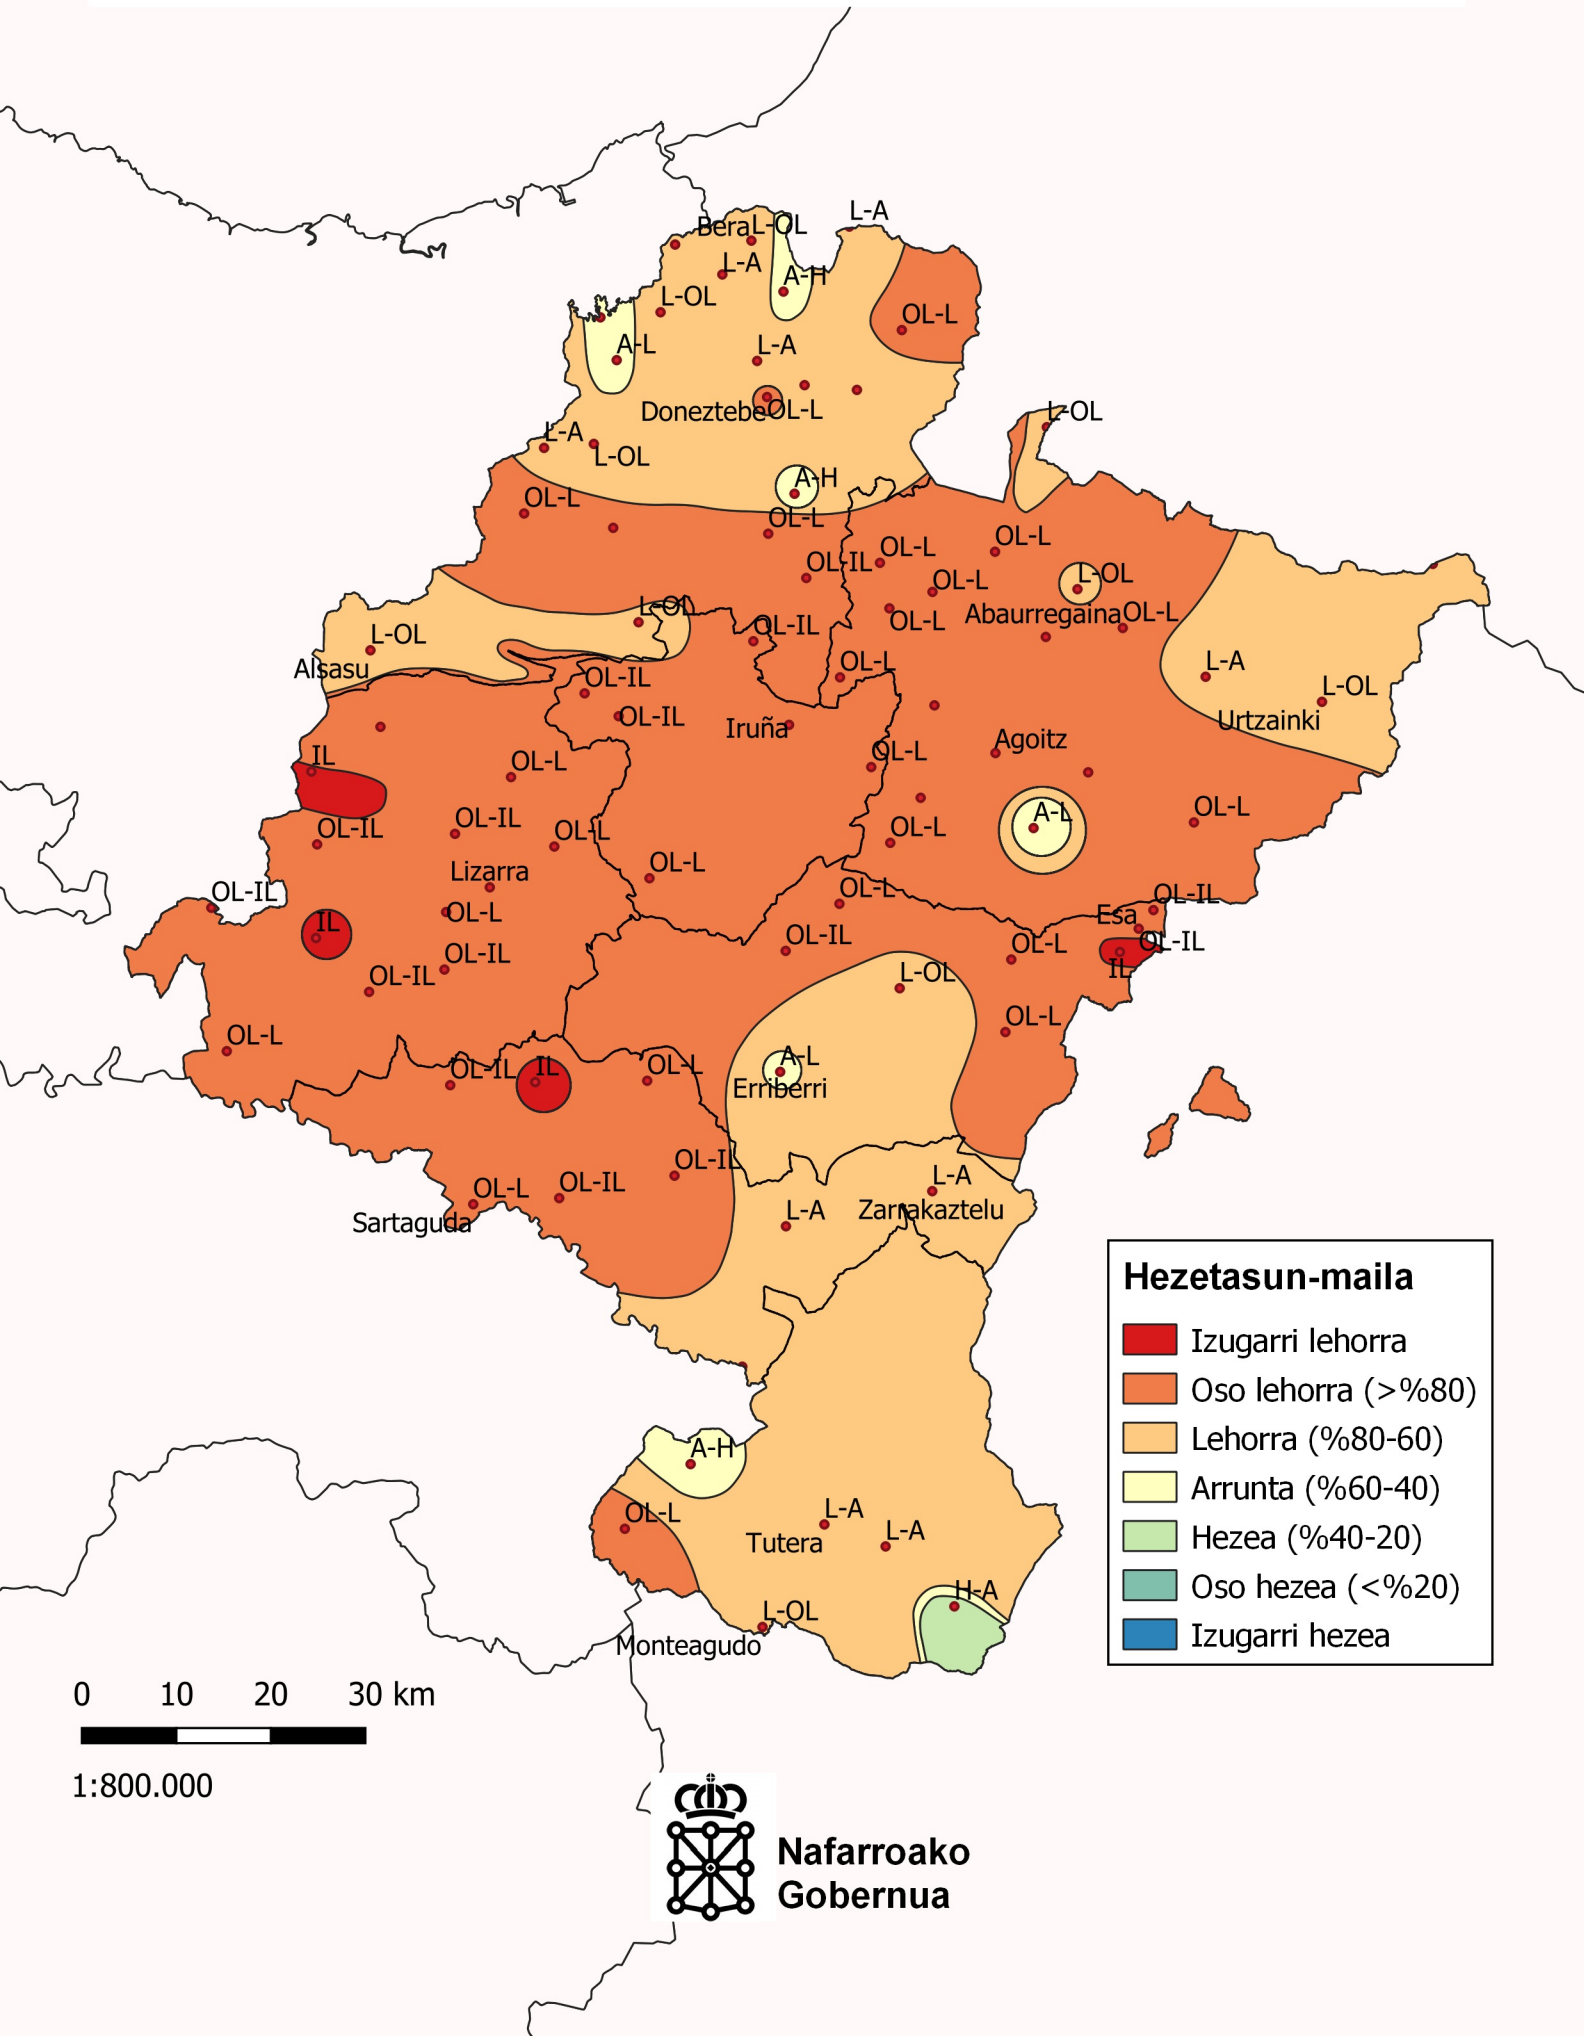 L-A
Bera
L-OL
L-A
A-H
L-OL
OL-L
A-L
L-A
Doneztebe
OL-L
L-OL
L-A
L-OL
A-H
OL-L
OL-L
OL-L
OL-L
OL-IL
L-OL
OL-L
L-OL
Abaurregaina
OL-L
OL-L
OL-IL
L-OL
Alsasu
OL-L
L-A
OL-IL
L-OL
OL-IL
Iruña
Urtzainki
Agoitz
OL-L
IL
OL-L
OL-L
A-L
OL-IL
OL-IL
OL-L
OL-L
Lizarra
OL-L
OL-L
OL-IL
OL-IL
Esa
OL-L
IL
OL-IL
OL-L
OL-IL
OL-IL
IL
OL-IL
L-OL
OL-L
OL-L
A-L
OL-IL
IL
OL-L
Erriberri
OL-IL
L-A
OL-L
OL-IL
L-A
Zarrakaztelu
Sartaguda
A-H
OL-L
L-A
L-A
Tutera
H-A
L-OL
Monteagudo
Hezetasun-maila
Izugarri lehorra
Oso lehorra (>%80)
Lehorra (%80-60)
Arrunta (%60-40)
Hezea (%40-20)
Oso hezea (<%20)
Izugarri hezea
0 10 20 30 km
1:800.000
Nafarroako
Gobernua